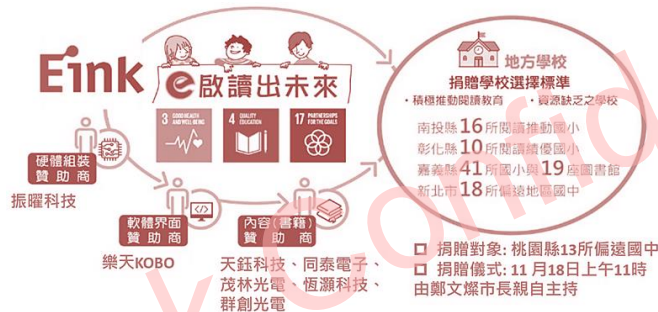 Eink
e啟讀出未來
3 GOOD HEALTH
AND WELL-BEING
4 QUALITY
EDUCATION
17 PARTNERSHIPS
FOR THE GOALS
硬體組裝
贊助商
振曜科技
軟體界面
贊助商
樂天KOBO
內容(書籍)
贊助商
天鈺科技、同泰電子、
茂林光電、恆灝科技、
群創光電
地方學校
捐贈學校選擇標準
・積極推動閱讀教育 ・資源缺乏之學校
南投縣16所閱讀推動國小
彰化縣10所閱讀績優國小
嘉義縣41所國小與19座圖書館
新北市18所偏遠地區國中
□ 捐贈對象: 桃園縣13所偏遠國中
□ 捐贈儀式: 11 月18日上午11時
由鄭文燦市長親自主持
k Confid